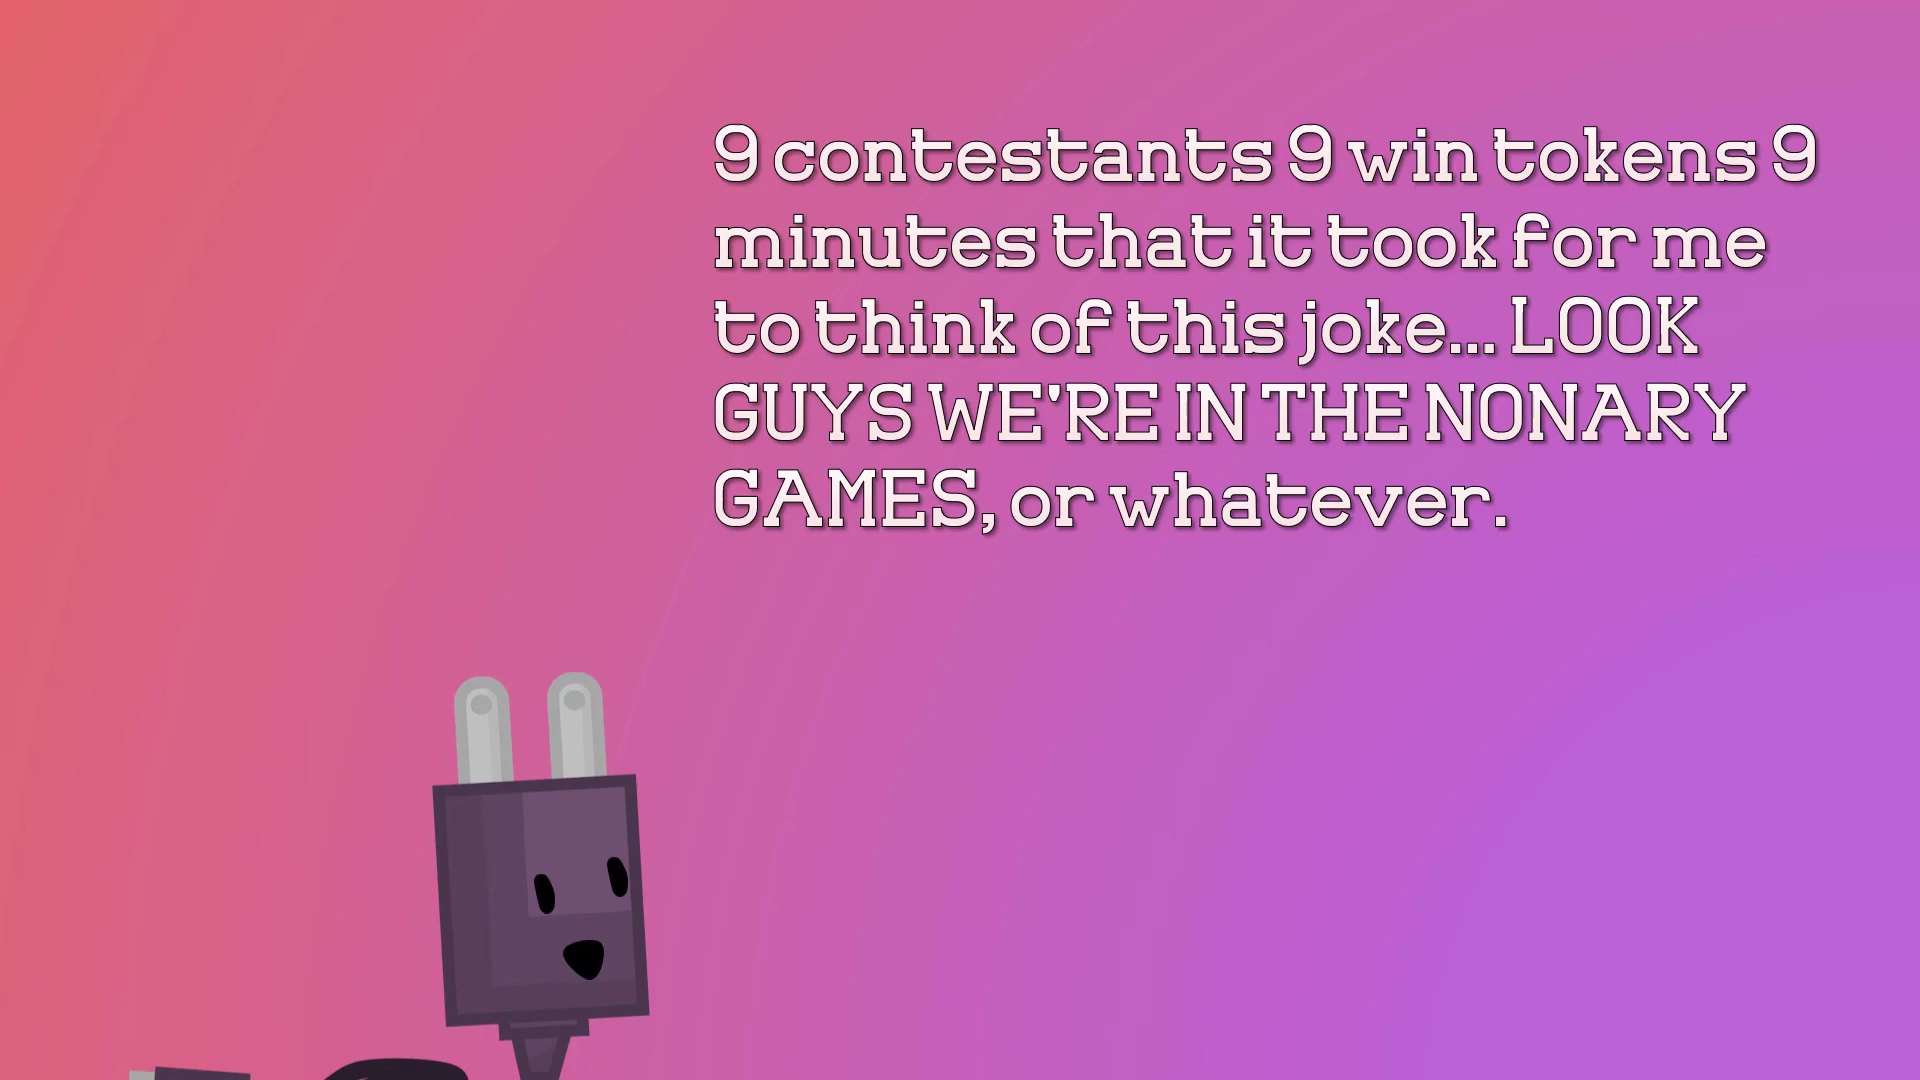 9 contestants 9 win tokens 9
minutes that it took for me
to think of this joke... LOOK
GUYS WE'RE IN THE NONARY
GAMES, or whatever.